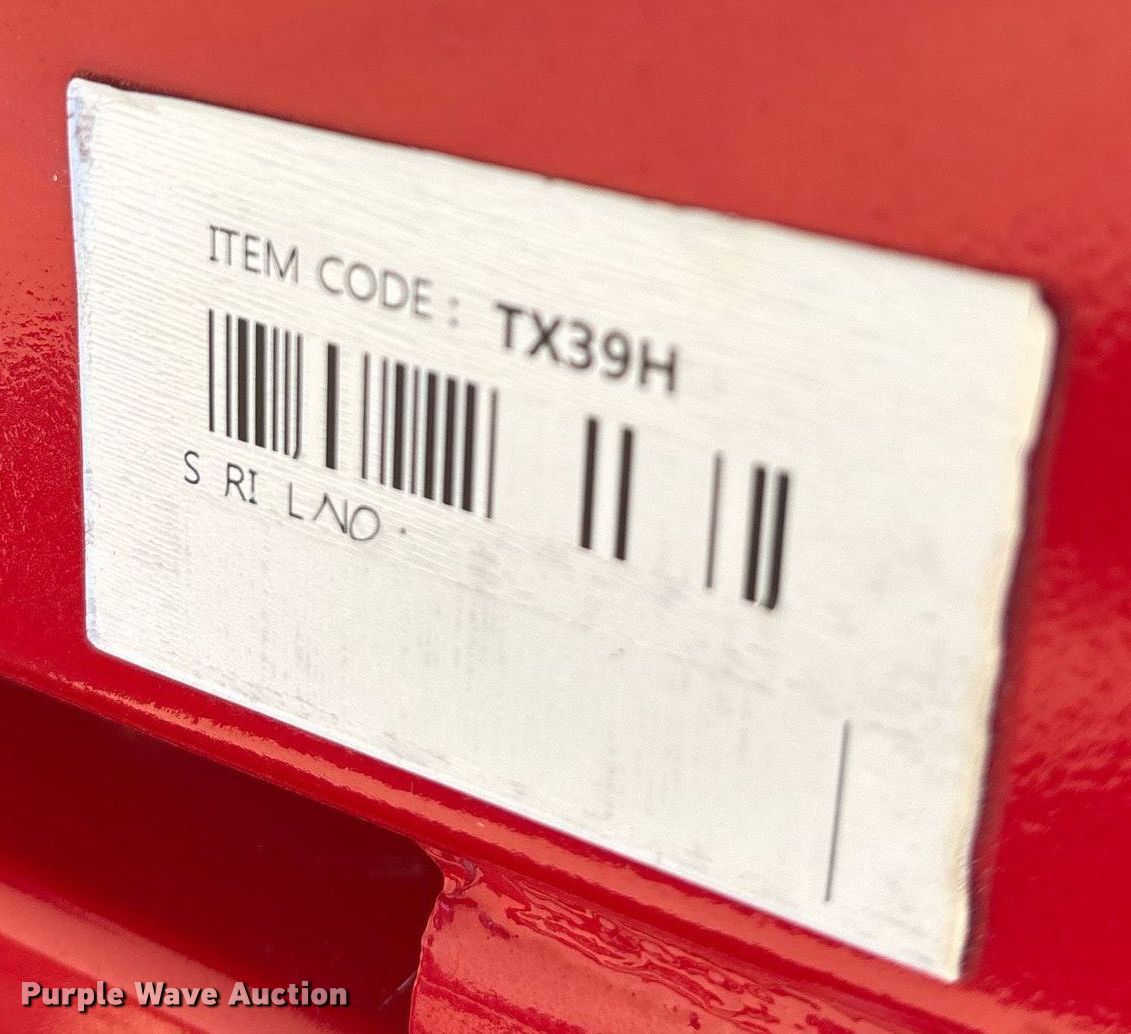 ITEM CODE : TX39H
S RI L NO .
Purple Wave Auction